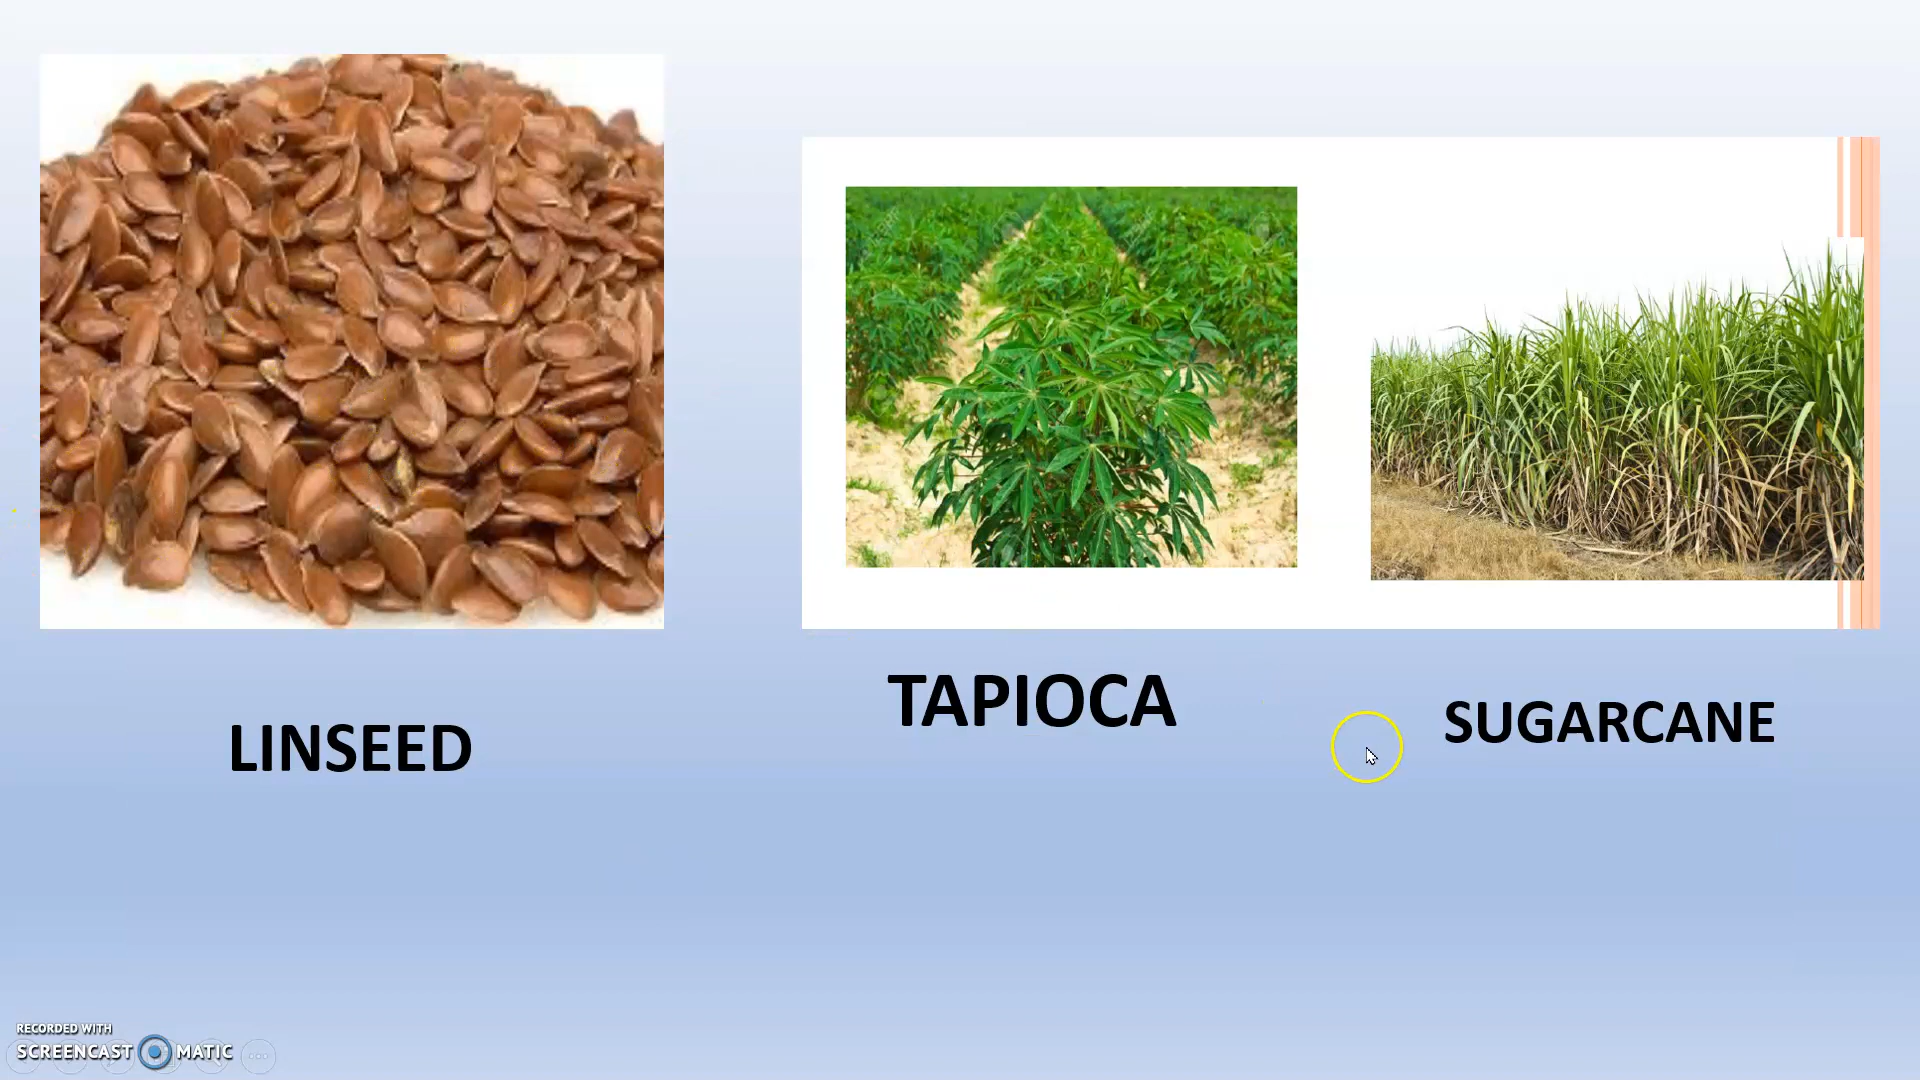 TAPIOCA
SUGARCANE
LINSEED
RECORDED WITH
SCREENCAST MATIC